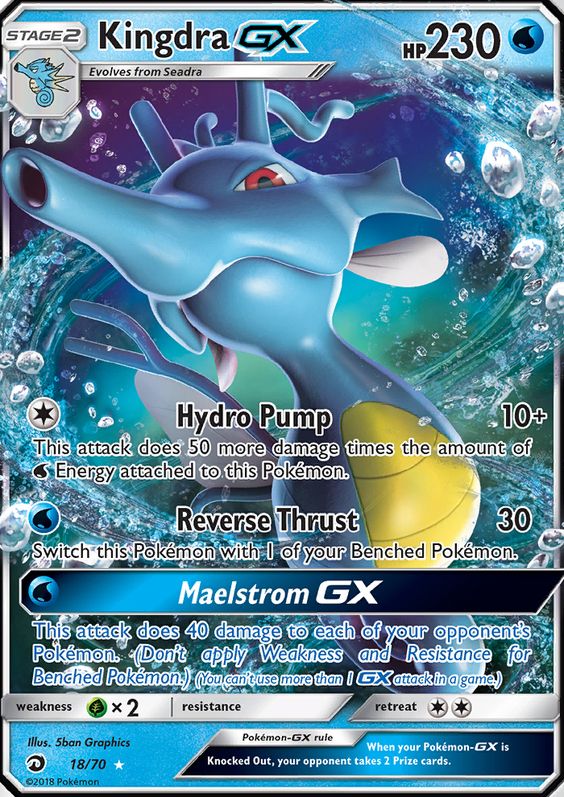 STAGE2 Kingdra GX HP230
Evolves from Seadra
Hydro Pump 10+
This attack does 50 more damage times the amount of
Energy attached to this Pokémon.
Reverse Thrust 30
Switch this Pokémon with 1 of your Benched Pokémon.
Maelstrom GX
This attack does 40 damage to each of your opponent's
Pokémon. (Don't apply Weakness and Resistance for
Benched Pokémon.) (You can't use more than 1 GX attack in a game.)
weakness ×2 resistance retreat
Illus. 5ban Graphics
18/70
©2018 Pokémon
Pokémon-GX rule
When your Pokémon-GX is
Knocked Out, your opponent takes 2 Prize cards.